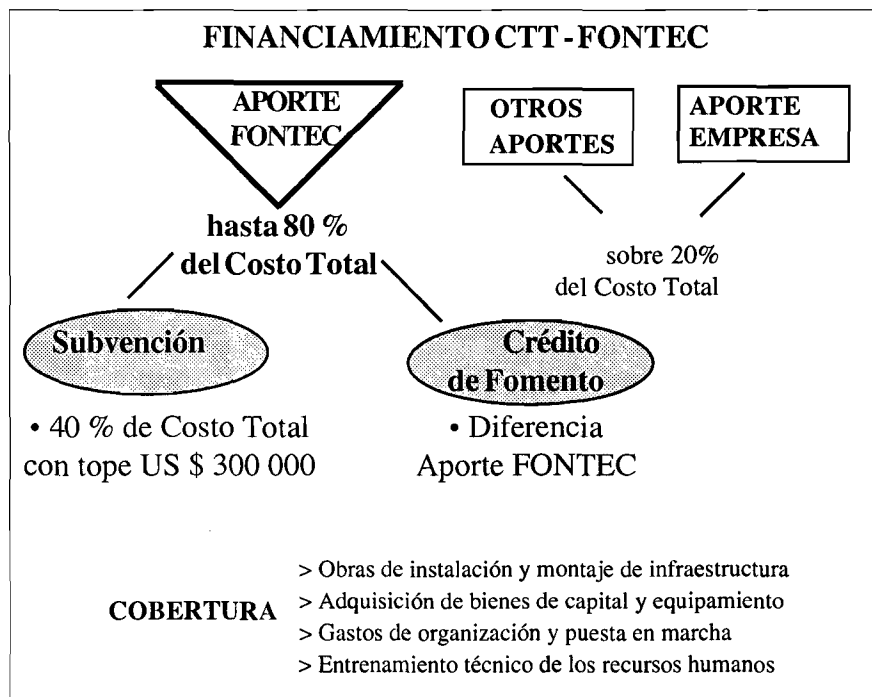 FINANCIAMIENTO CTT - FONTEC
APORTE
FONTEC
OTROS
APORTES
APORTE
EMPRESA
hasta 80 %
del Costo Total
sobre 20%
del Costo Total
Subvención
Crédito
de Fomento
• 40 % de Costo Total
con tope US $ 300 000
• Diferencia
Aporte FONTEC
COBERTURA
> Obras de instalación y montaje de infraestructura
> Adquisición de bienes de capital y equipamiento
> Gastos de organización y puesta en marcha
> Entrenamiento técnico de los recursos humanos